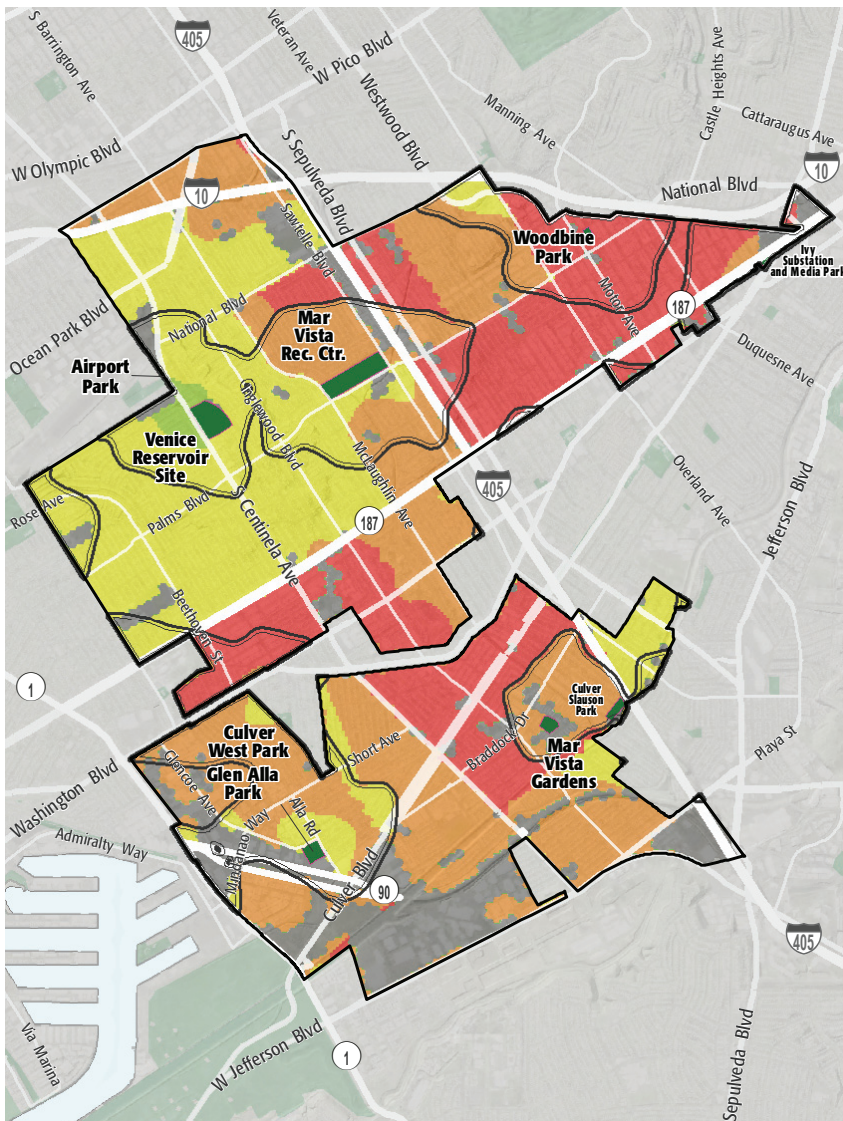 S Barrington Ave
405
Veteran Ave
W Pico Blvd
Westwood Blvd
Manning Ave
Castle Heights Ave
Cattaraugus Ave
W Olympic Blvd
S Sepulveda Blvd
10
National Blvd
10
Sawtelle Blvd
Woodbine
Park
Ivy
Substation
and Media Park
Motor Ave
187
Ocean Park Blvd
National Blvd
Mar
Vista
Rec. Ctr.
Duquesne Ave
Airport
Park
Inglewood Blvd
Venice
Reservoir
Site
McLaughlin Ave
405
Overland Ave
Jefferson Blvd
Rose Ave
Palms Blvd
S Centinela Ave
187
Beethoven St
1
Culver
Slauson
Park
Culver
West Park
Glen Alla
Park
Short Ave
Braddock Dr
Mar
Vista
Gardens
Playa St
Glencoe Ave
Washington Blvd
Admiralty Way
Mindanao Way
Alla Rd
Culver Blvd
90
405
Via Marina
W Jefferson Blvd
1
Sepulveda Blvd